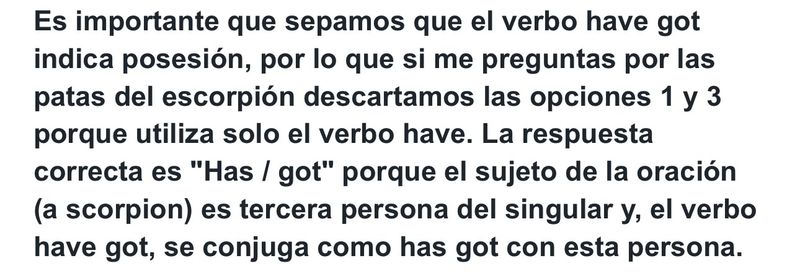 Es importante que sepamos que el verbo have got
indica posesión, por lo que si me preguntas por las
patas del escorpión descartamos las opciones 1 y 3
porque utiliza solo el verbo have. La respuesta
correcta es "Has / got" porque el sujeto de la oración
(a scorpion) es tercera persona del singular y, el verbo
have got, se conjuga como has got con esta persona.